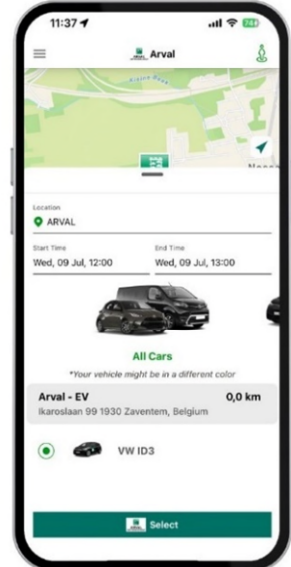 11:37
74
Arval
Location
ARVAL
Start Time
End Time
Wed, 09 Jul, 12:00
Wed, 09 Jul, 13:00
All Cars
*Your vehicle might be in a different color
Arval - EV
0,0 km
Ikaroslaan 99 1930 Zaventem, Belgium
VW ID3
Select